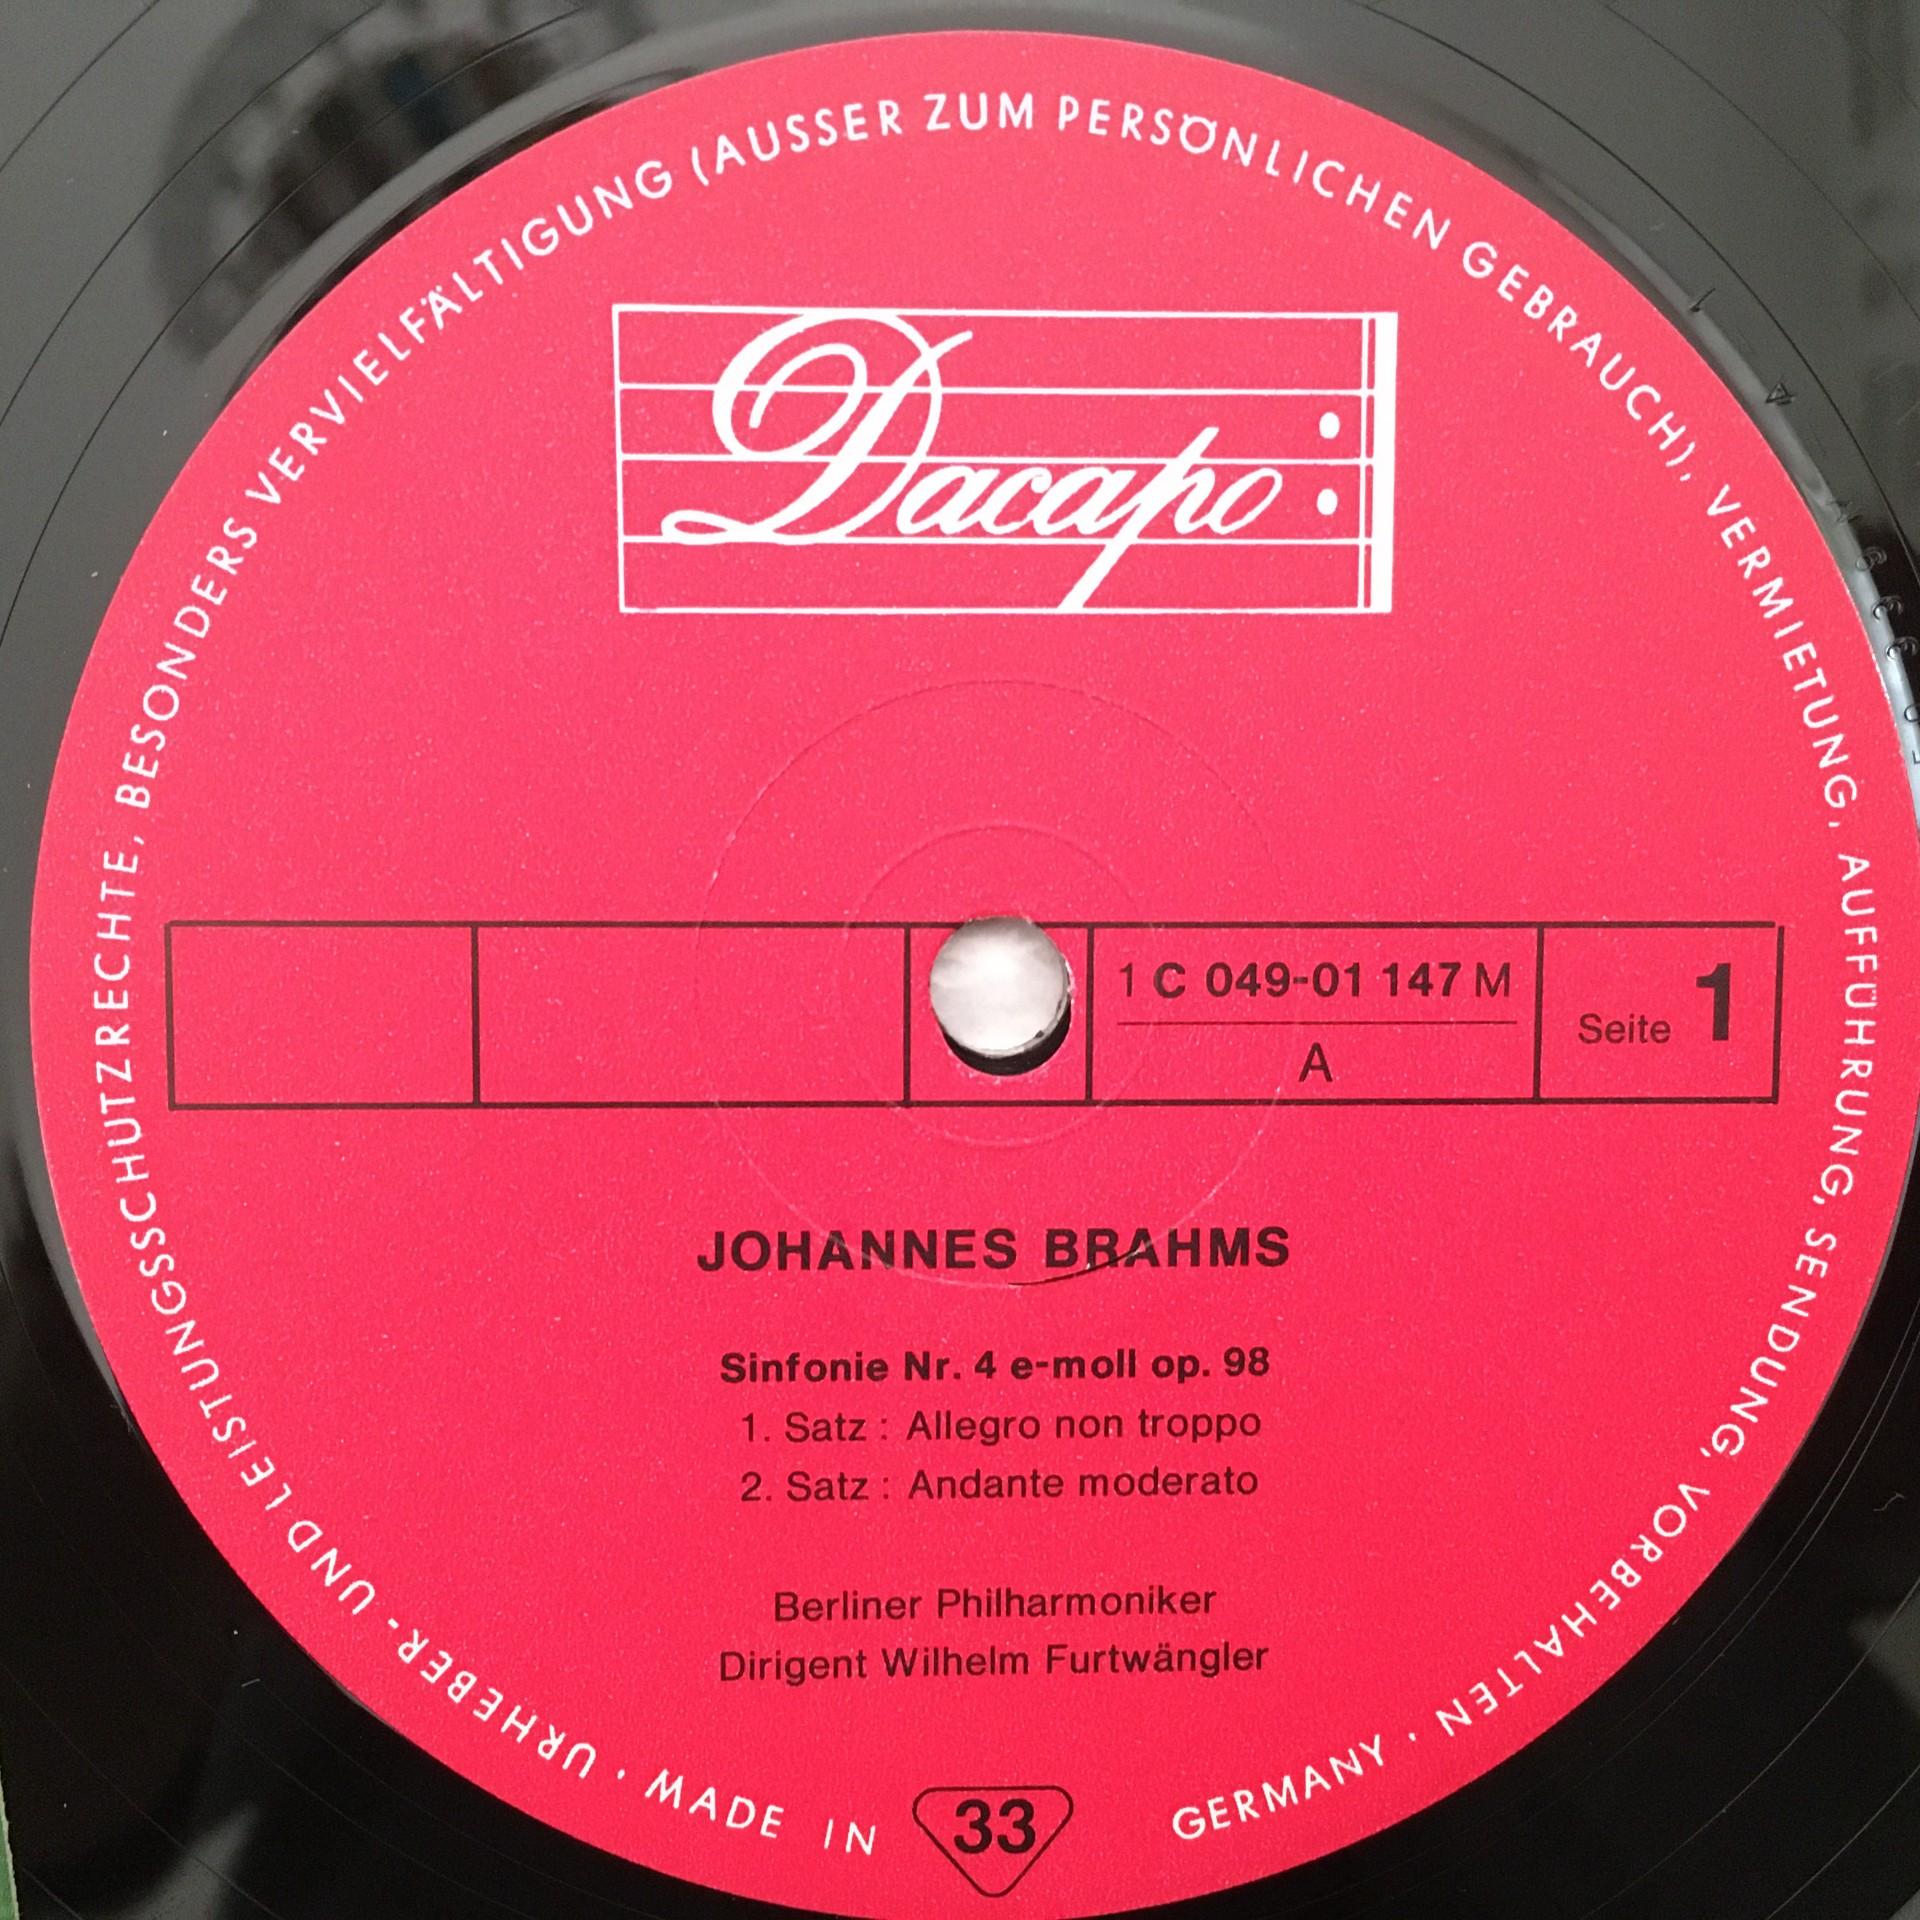 URHEBER- UND LEISTUNGSSCHUTZRECHTE, BESONDERS VERVIELFÄLTIGUNG (AUSSER ZUM PERSÖNLICHEN GEBRAUCH), VERMIETUNG, AUFFÜHRUNG, SENDUNG, VORBEHALTEN ·
Dacapo
1 C 049-01 147 M
A
Seite 1
JOHANNES BRAHMS
Sinfonie Nr. 4 e-moll op. 98
1. Satz : Allegro non troppo
2. Satz : Andante moderato
Berliner Philharmoniker
Dirigent Wilhelm Furtwängler
· MADE IN GERMANY ·
33